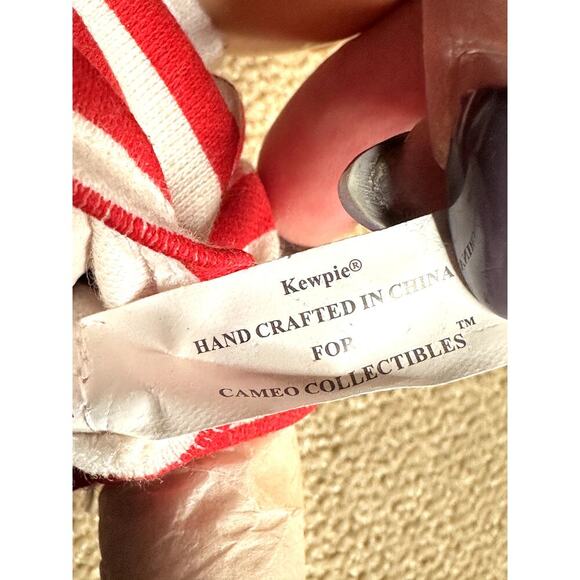 Kewpie®
HAND CRAFTED IN CHINA
FOR
CAMEO COLLECTIBLES™